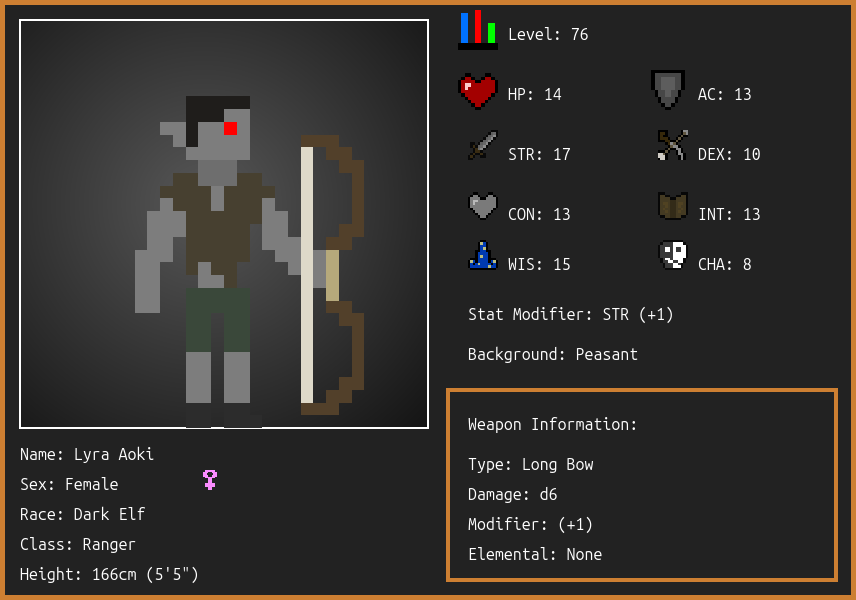 Level: 76
HP: 14
AC: 13
STR: 17
DEX: 10
CON: 13
INT: 13
WIS: 15
CHA: 8
Stat Modifier: STR (+1)
Background: Peasant
Weapon Information:
Type: Long Bow
Damage: d6
Modifier: (+1)
Elemental: None
Name: Lyra Aoki
Sex: Female
Race: Dark Elf
Class: Ranger
Height: 166cm (5'5")